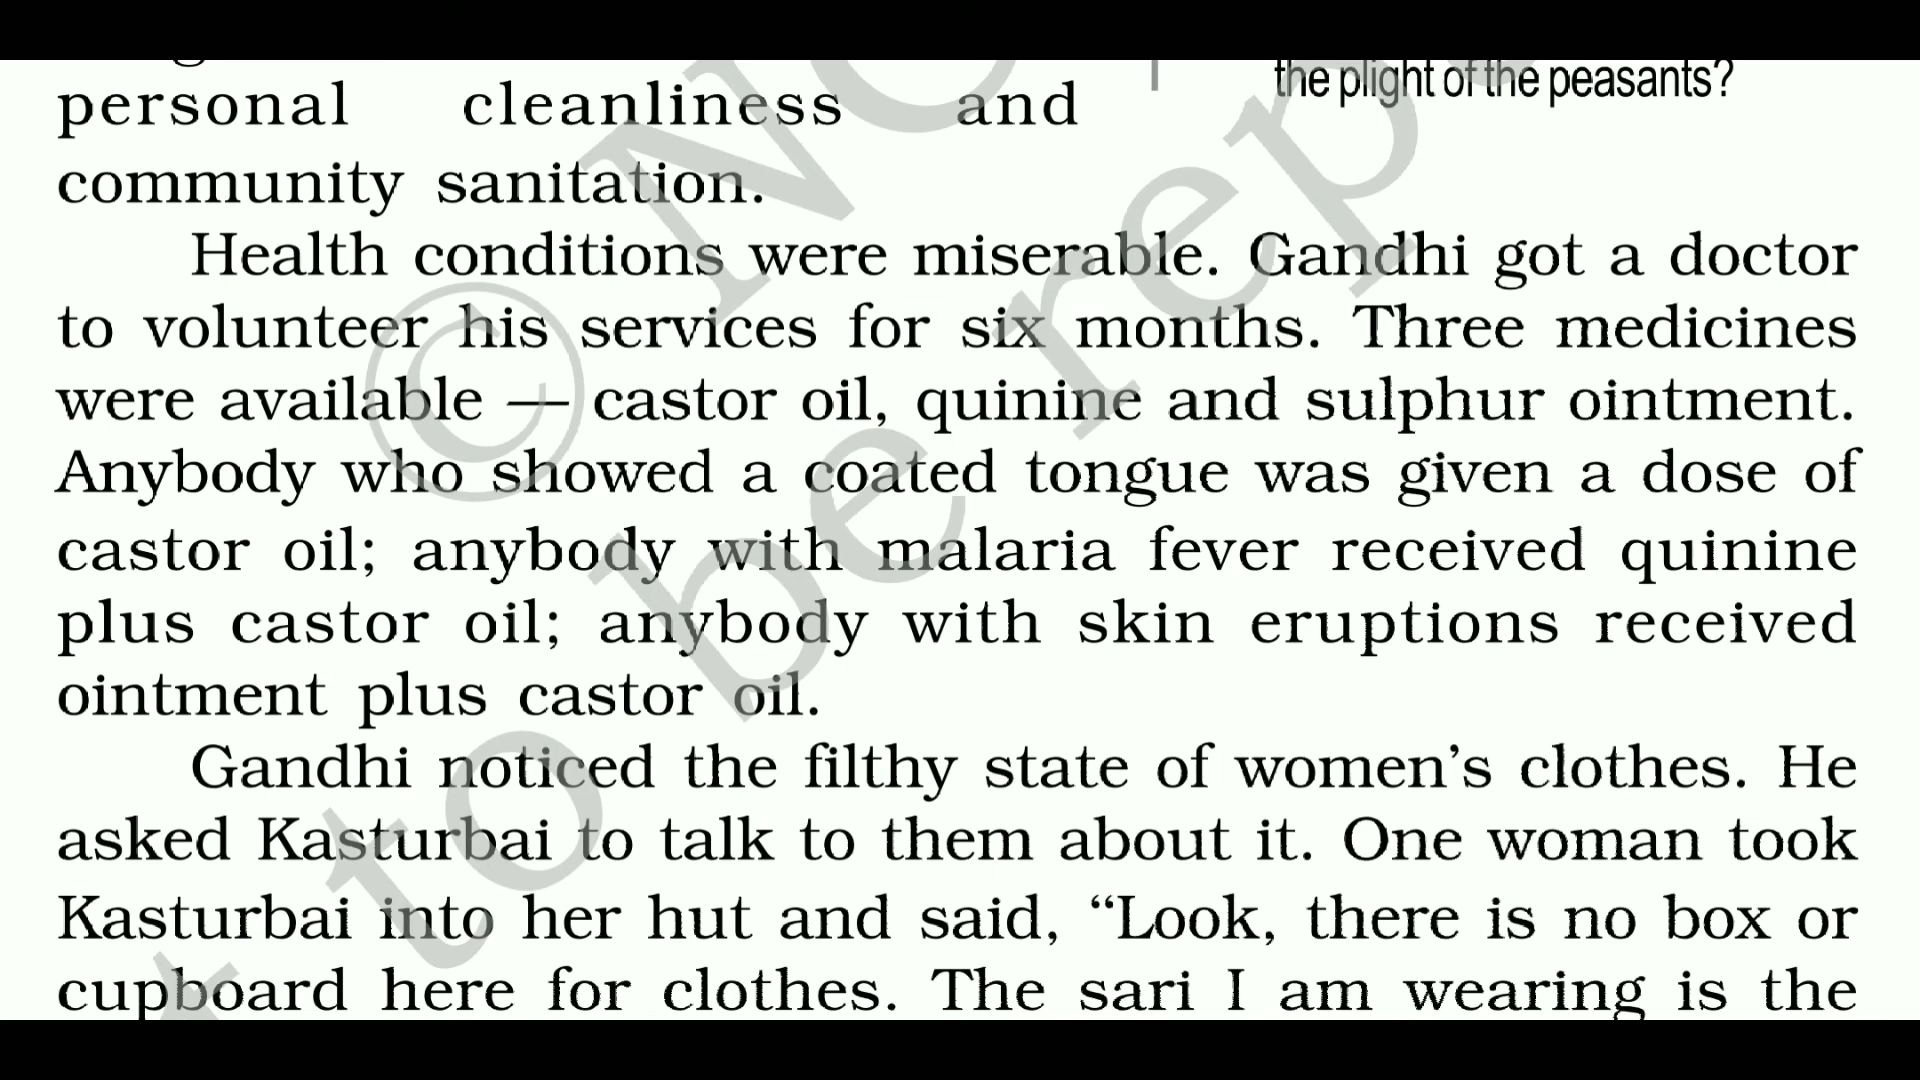 the plight of the peasants?
personal cleanliness and
community sanitation.
Health conditions were miserable. Gandhi got a doctor
to volunteer his services for six months. Three medicines
were available — castor oil, quinine and sulphur ointment.
Anybody who showed a coated tongue was given a dose of
castor oil; anybody with malaria fever received quinine
plus castor oil; anybody with skin eruptions received
ointment plus castor oil.
Gandhi noticed the filthy state of women’s clothes. He
asked Kasturbai to talk to them about it. One woman took
Kasturbai into her hut and said, “Look, there is no box or
cupboard here for clothes. The sari I am wearing is the
© NC
to be rep